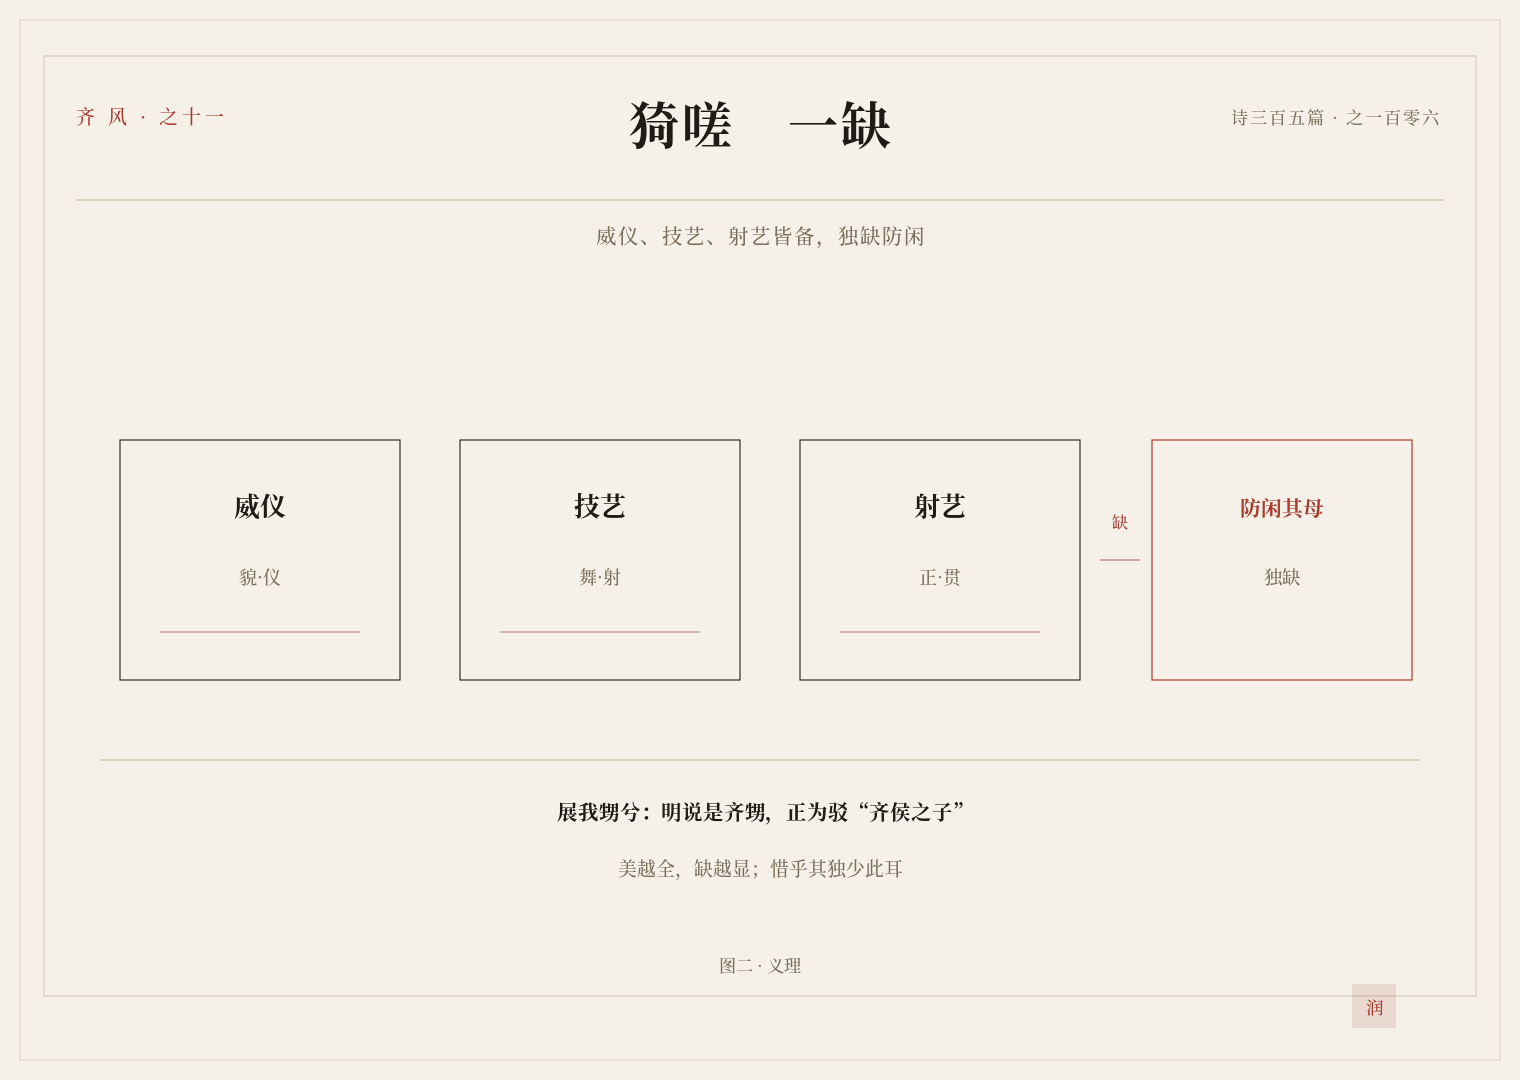 齐 风 · 之十一
猗嗟　一缺
诗三百五篇 · 之一百零六
威仪、技艺、射艺皆备，独缺防闲
威仪
貌·仪
技艺
舞·射
射艺
正·贯
缺
防闲其母
独缺
展我甥兮：明说是齐甥，正为驳“齐侯之子”
美越全，缺越显；惜乎其独少此耳
图二 · 义理
润